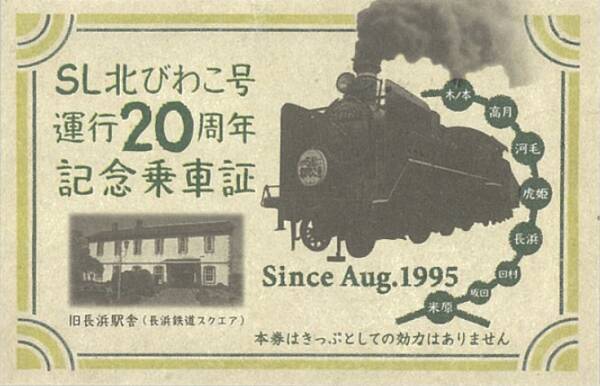 SL北びわこ号
運行20周年
記念乗車証
木ノ本
高月
河毛
虎姫
長浜
田村
坂田
米原
Since Aug.1995
旧長浜駅舎(長浜鉄道スクエア)
本券はきっぷとしての効力はありません